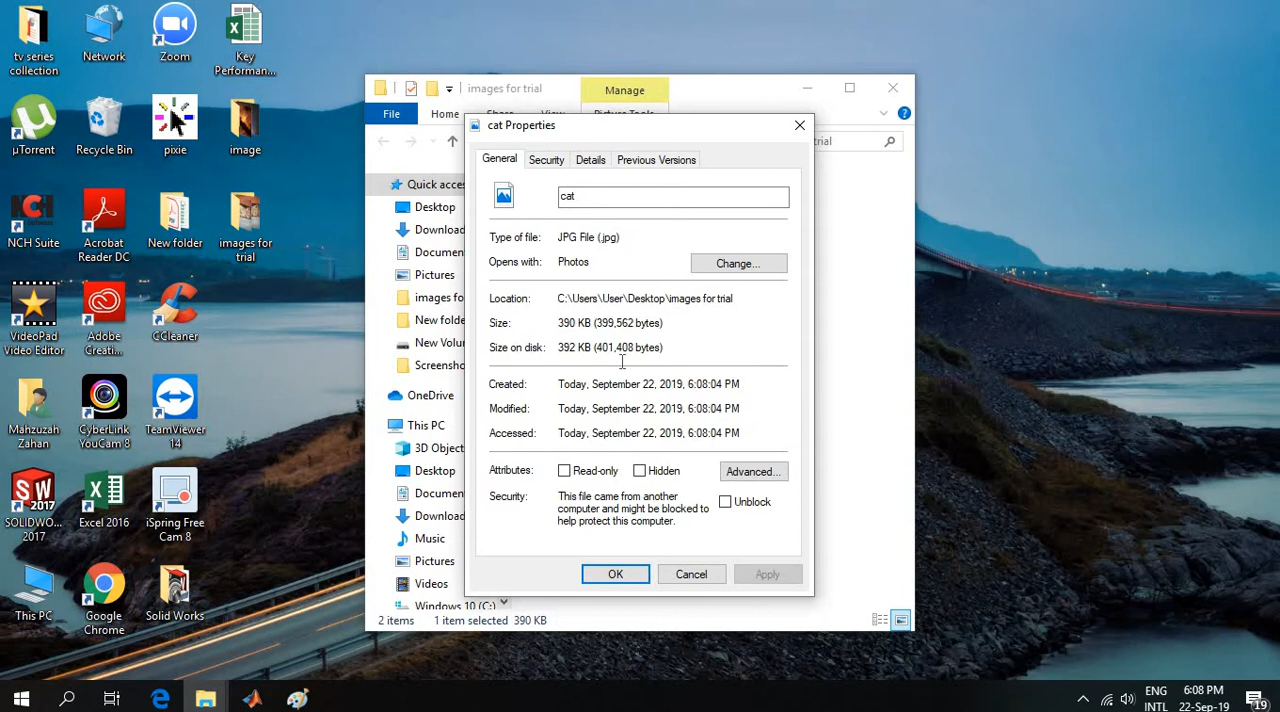 tv series
collection
Network
Zoom
Key
Performan...
µTorrent
Recycle Bin
pixie
image
NCH Suite
Acrobat
Reader DC
New folder
images for
trial
VideoPad
Video Editor
Adobe
Creati...
CCleaner
Mahzuzah
Zahan
CyberLink
YouCam 8
TeamViewer
14
SW
2017
SOLIDWO...
2017
Excel 2016
iSpring Free
Cam 8
This PC
Google
Chrome
Solid Works
images for trial
Manage
File
Home
Share
View
Picture Tools
trial
Quick acce
Desktop
Download
Documen
Pictures
images fo
New folde
New Volu
Screensho
OneDrive
This PC
3D Object
Desktop
Documen
Download
Music
Pictures
Videos
Windows 10 (C:)
2 items
1 item selected
390 KB
cat Properties
General
Security
Details
Previous Versions
cat
Type of file:
JPG File (.jpg)
Opens with:
Photos
Change...
Location:
C:\Users\User\Desktop\images for trial
Size:
390 KB (399,562 bytes)
Size on disk:
392 KB (401,408 bytes)
Created:
Today, September 22, 2019, 6:08:04 PM
Modified:
Today, September 22, 2019, 6:08:04 PM
Accessed:
Today, September 22, 2019, 6:08:04 PM
Attributes:
Read-only
Hidden
Advanced...
Security:
This file came from another
computer and might be blocked to
help protect this computer.
Unblock
OK
Cancel
Apply
ENG
INTL
6:08 PM
22-Sep-19
19